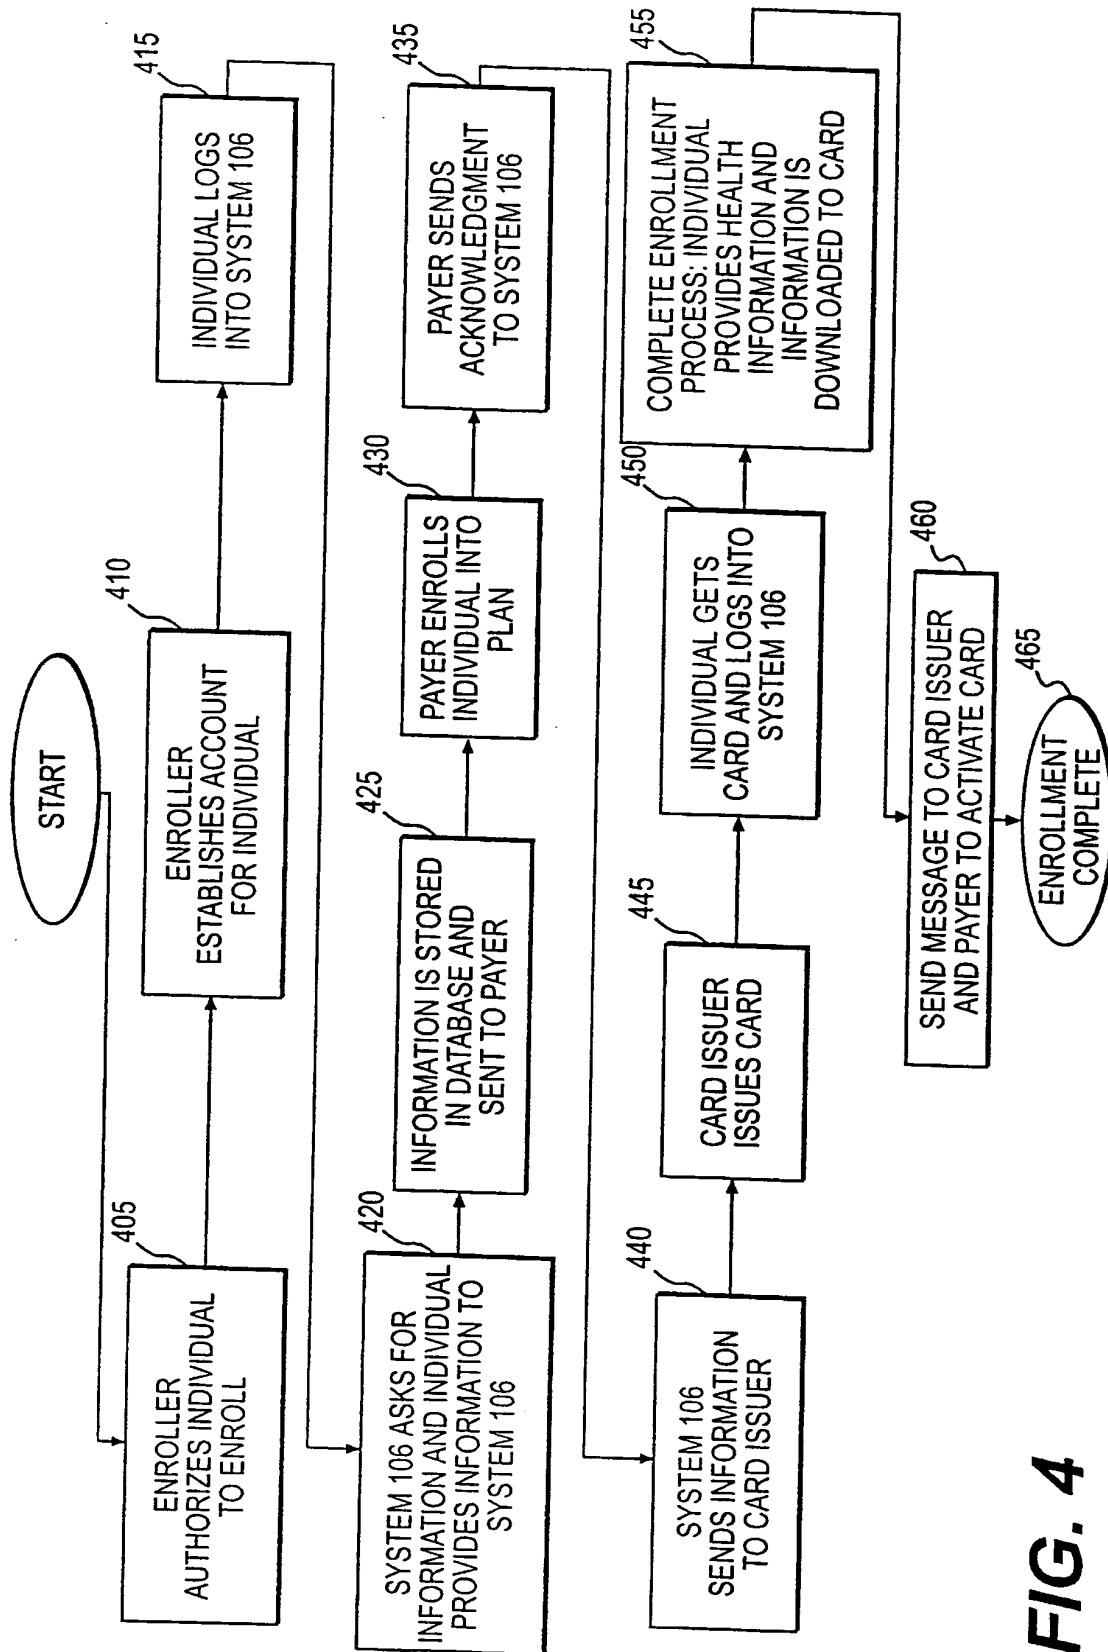 START
405
ENROLLER
AUTHORIZES INDIVIDUAL
TO ENROLL
410
ENROLLER
ESTABLISHES ACCOUNT
FOR INDIVIDUAL
415
INDIVIDUAL LOGS
INTO SYSTEM 106
420
SYSTEM 106 ASKS FOR
INFORMATION AND INDIVIDUAL
PROVIDES INFORMATION TO
SYSTEM 106
425
INFORMATION IS STORED
IN DATABASE AND
SENT TO PAYER
430
PAYER ENROLLS
INDIVIDUAL INTO
PLAN
435
PAYER SENDS
ACKNOWLEDGMENT
TO SYSTEM 106
440
SYSTEM 106
SENDS INFORMATION
TO CARD ISSUER
445
CARD ISSUER
ISSUES CARD
450
INDIVIDUAL GETS
CARD AND LOGS INTO
SYSTEM 106
455
COMPLETE ENROLLMENT
PROCESS: INDIVIDUAL
PROVIDES HEALTH
INFORMATION AND
INFORMATION IS
DOWNLOADED TO CARD
460
SEND MESSAGE TO CARD ISSUER
AND PAYER TO ACTIVATE CARD
465
ENROLLMENT
COMPLETE
FIG. 4